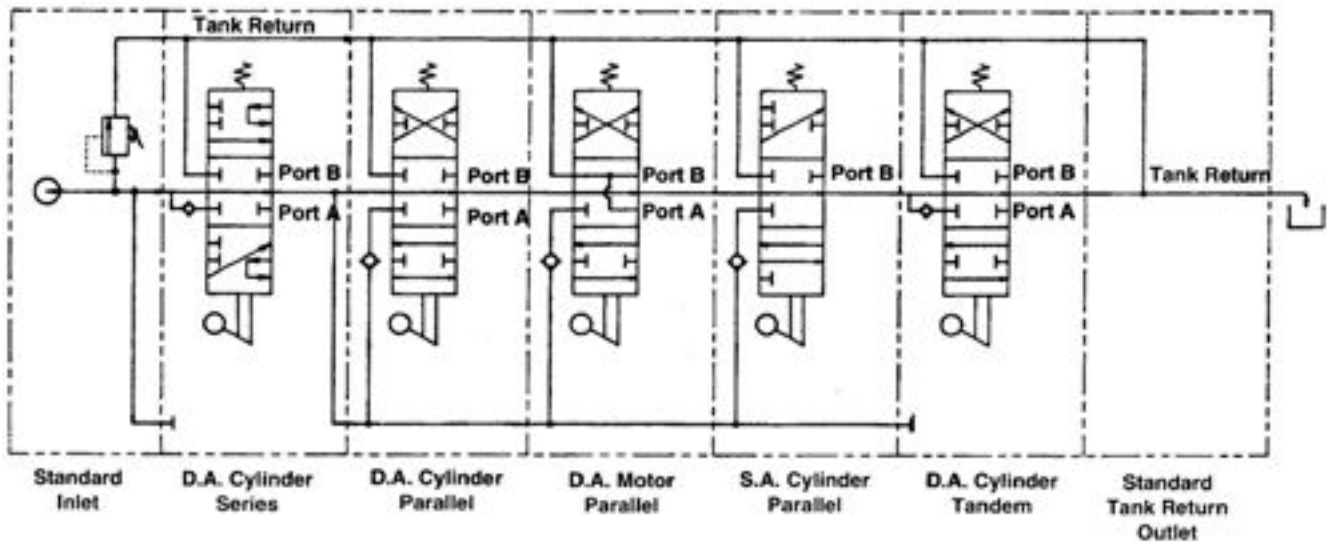 Tank Return
Port B
Port A
Port B
Port A
Port B
Port A
Port B
Port B
Port A
Tank Return
Standard
Inlet
D.A. Cylinder
Series
D.A. Cylinder
Parallel
D.A. Motor
Parallel
S.A. Cylinder
Parallel
D.A. Cylinder
Tandem
Standard
Tank Return
Outlet